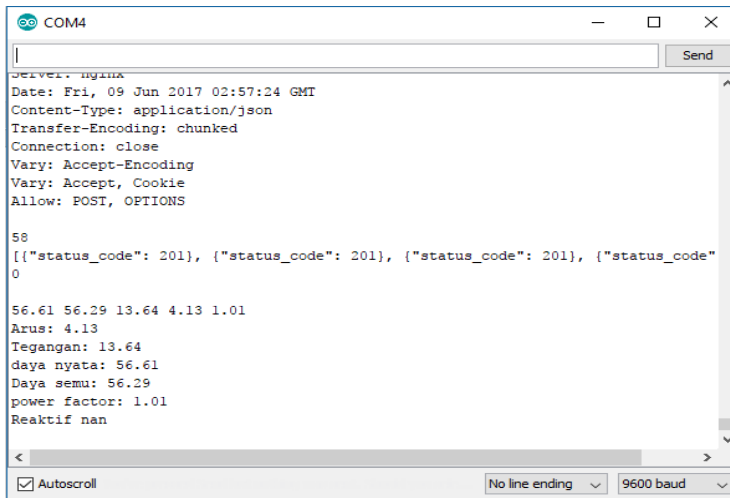 COM4
Send
Server: nginx
Date: Fri, 09 Jun 2017 02:57:24 GMT
Content-Type: application/json
Transfer-Encoding: chunked
Connection: close
Vary: Accept-Encoding
Vary: Accept, Cookie
Allow: POST, OPTIONS
58
[{"status_code": 201}, {"status_code": 201}, {"status_code": 201}, {"status_code"
0
56.61 56.29 13.64 4.13 1.01
Arus: 4.13
Tegangan: 13.64
daya nyata: 56.61
Daya semu: 56.29
power factor: 1.01
Reaktif nan
Autoscroll
No line ending
9600 baud